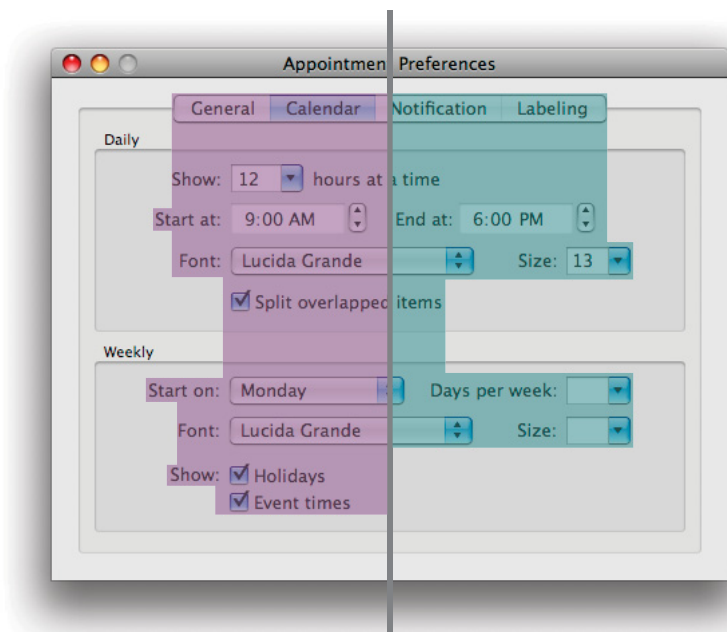 Appointment Preferences
General Calendar Notification Labeling
Daily
Show: 12 hours at a time
Start at: 9:00 AM End at: 6:00 PM
Font: Lucida Grande Size: 13
Split overlapped items
Weekly
Start on: Monday Days per week:
Font: Lucida Grande Size:
Show: Holidays
Event times